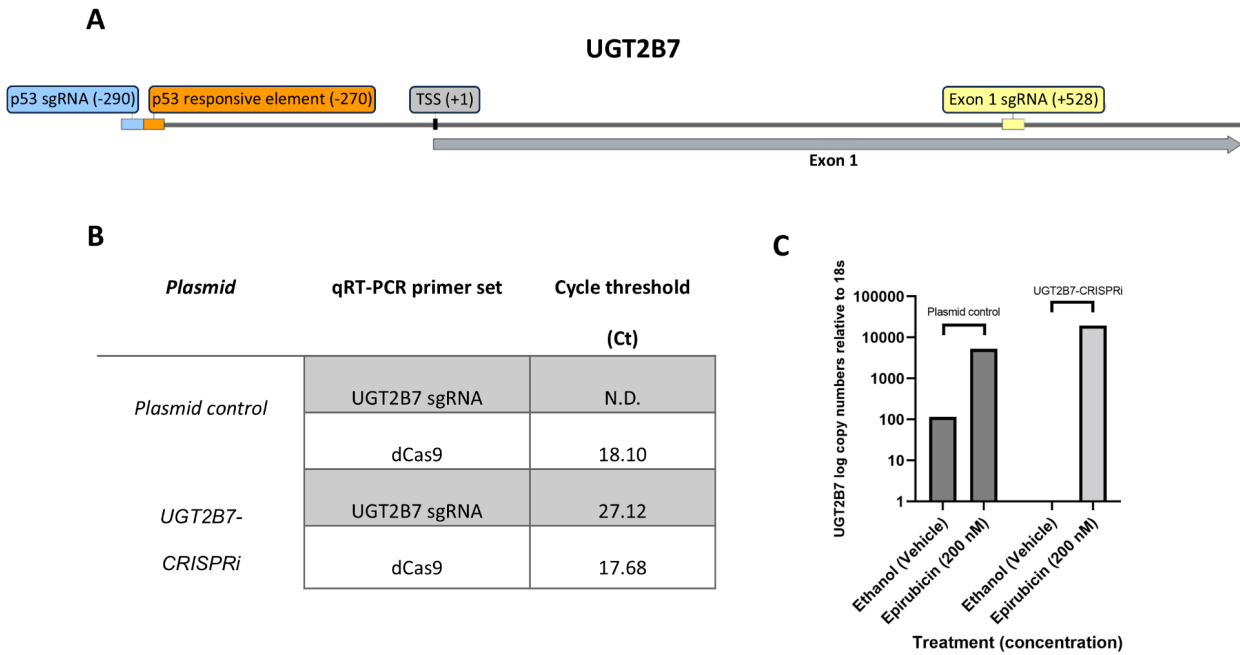 A
UGT2B7
p53 sgRNA (-290)
p53 responsive element (-270)
TSS (+1)
Exon 1 sgRNA (+528)
Exon 1
B
Plasmid qRT-PCR primer set Cycle threshold
(Ct)
Plasmid control UGT2B7 sgRNA N.D.
dCas9 18.10
UGT2B7-
CRISPRi
UGT2B7 sgRNA 27.12
dCas9 17.68
C
UGT2B7 log copy numbers relative to 18s
100000
10000
1000
100
10
1
Plasmid control
UGT2B7-CRISPRi
Ethanol (Vehicle)
Epirubicin (200 nM)
Ethanol (Vehicle)
Epirubicin (200 nM)
Treatment (concentration)